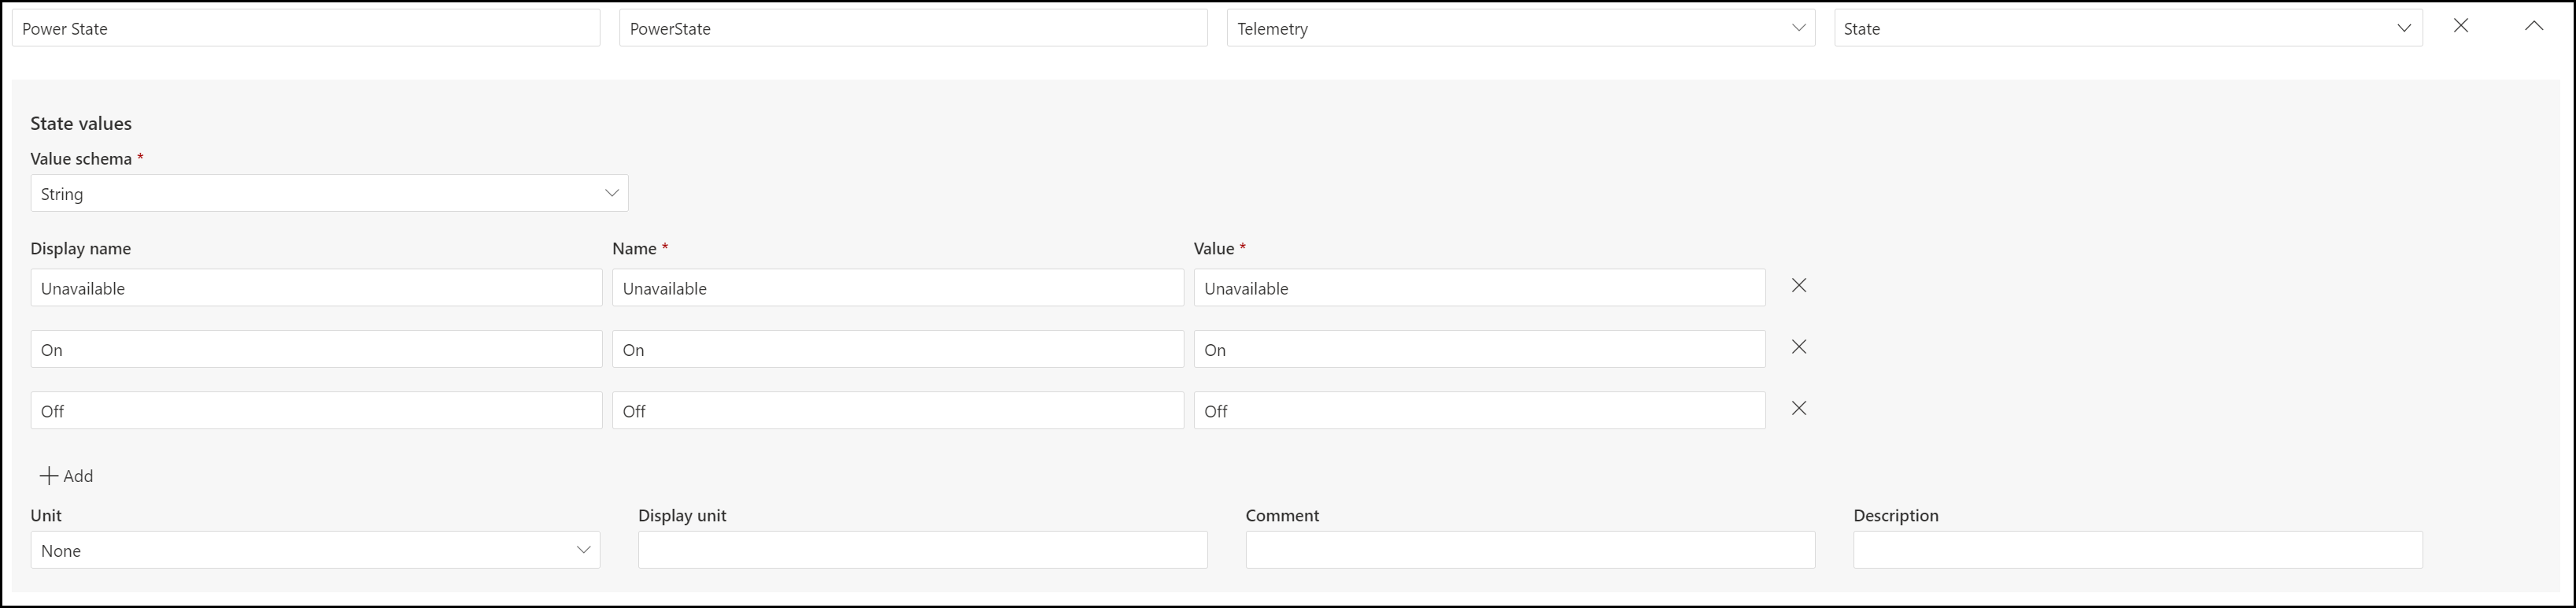 Power State PowerState Telemetry State
State values
Value schema *
String
Display name Name * Value *
Unavailable Unavailable Unavailable
On On On
Off Off Off
Add
Unit Display unit Comment Description
None